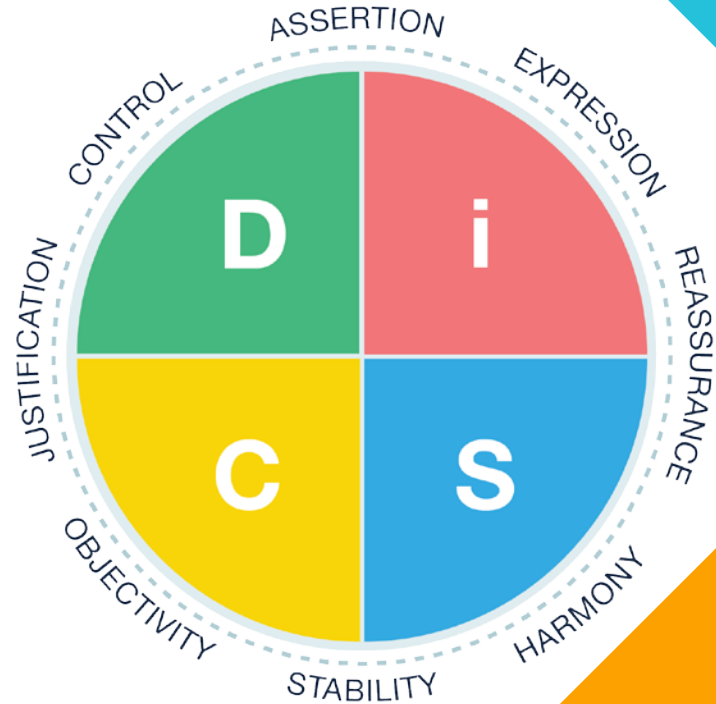 ASSERTION
EXPRESSION
REASSURANCE
HARMONY
STABILITY
OBJECTIVITY
JUSTIFICATION
CONTROL
D
i
C
S